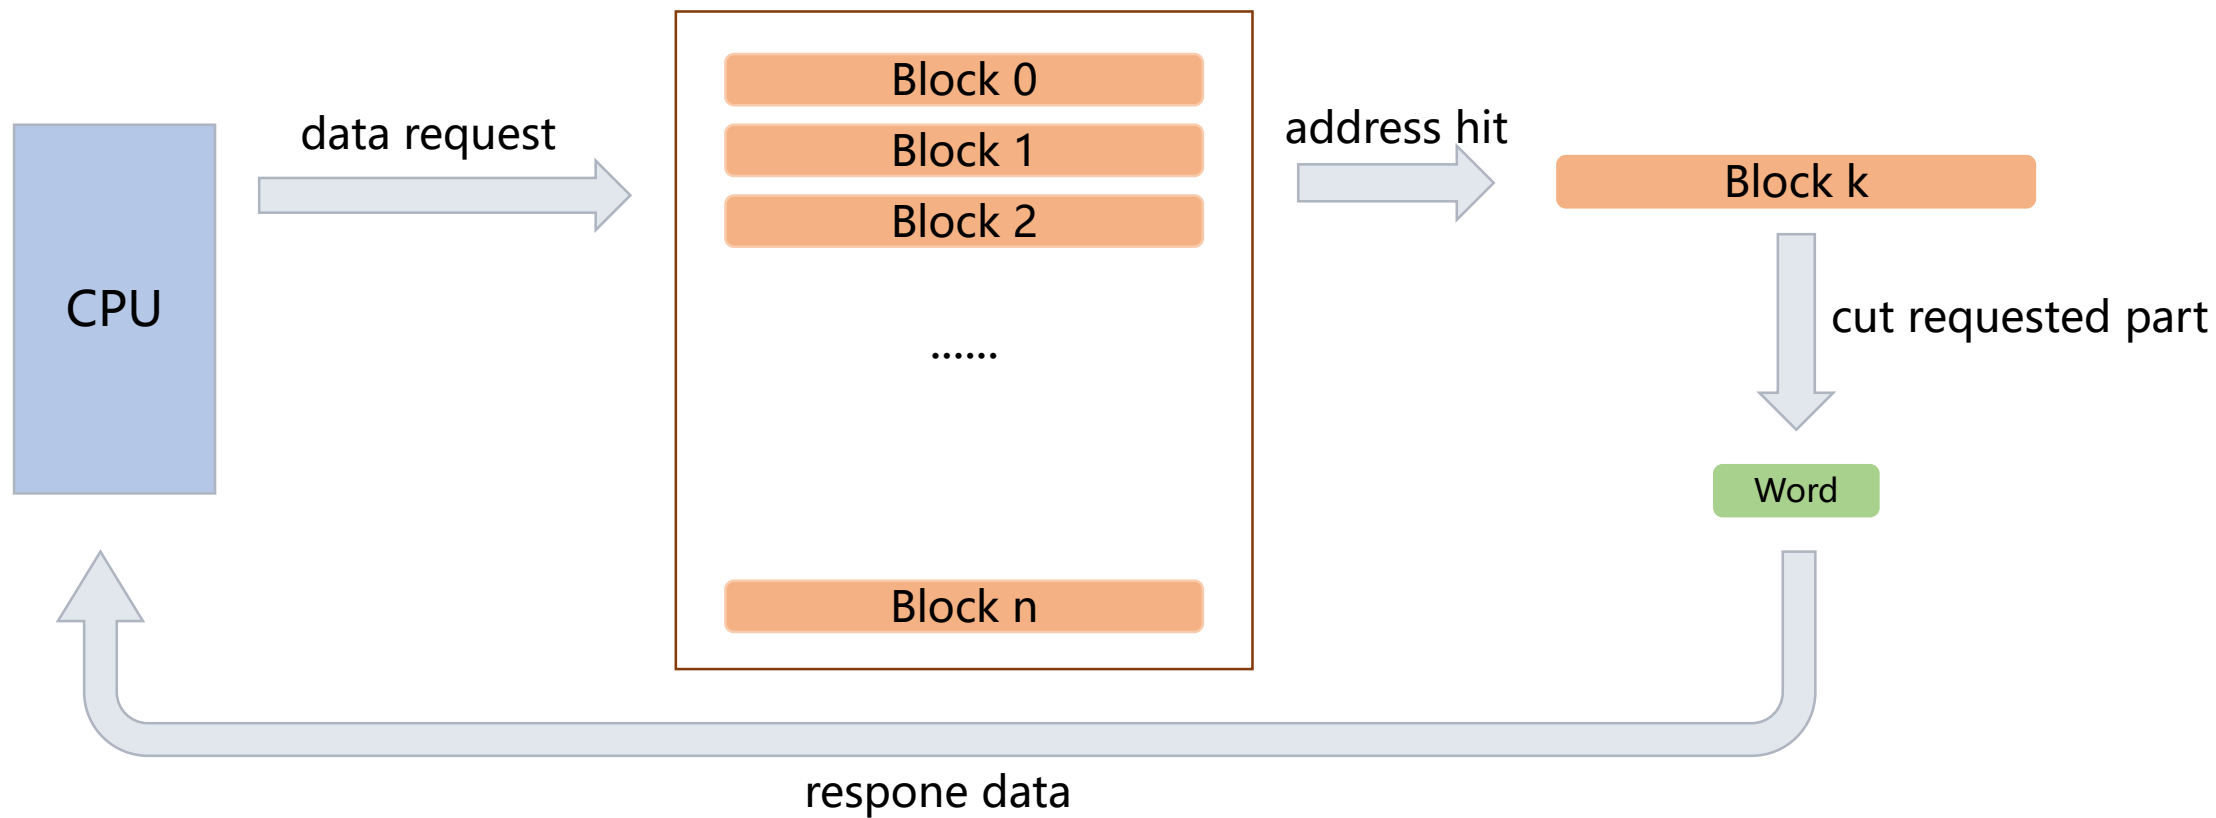 CPU
data request
Block 0
Block 1
Block 2
......
Block n
address hit
Block k
cut requested part
Word
respone data